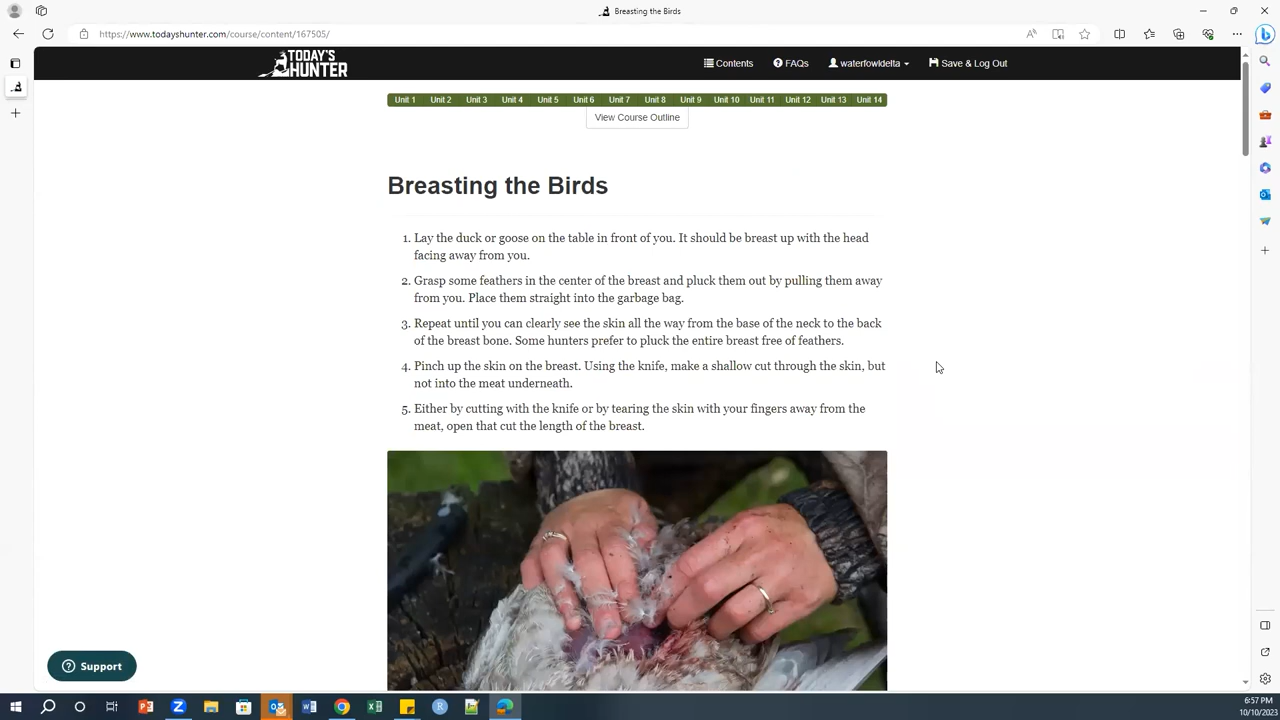 Breasting the Birds
https://www.todayshunter.com/course/content/167505/
TODAY'S
HUNTER
Contents
FAQs
waterfowldelta
Save & Log Out
Unit 1 Unit 2 Unit 3 Unit 4 Unit 5 Unit 6 Unit 7 Unit 8 Unit 9 Unit 10 Unit 11 Unit 12 Unit 13 Unit 14
View Course Outline
Breasting the Birds
1. Lay the duck or goose on the table in front of you. It should be breast up with the head
facing away from you.
2. Grasp some feathers in the center of the breast and pluck them out by pulling them away
from you. Place them straight into the garbage bag.
3. Repeat until you can clearly see the skin all the way from the base of the neck to the back
of the breast bone. Some hunters prefer to pluck the entire breast free of feathers.
4. Pinch up the skin on the breast. Using the knife, make a shallow cut through the skin, but
not into the meat underneath.
5. Either by cutting with the knife or by tearing the skin with your fingers away from the
meat, open that cut the length of the breast.
Support
6:57 PM
10/10/2023